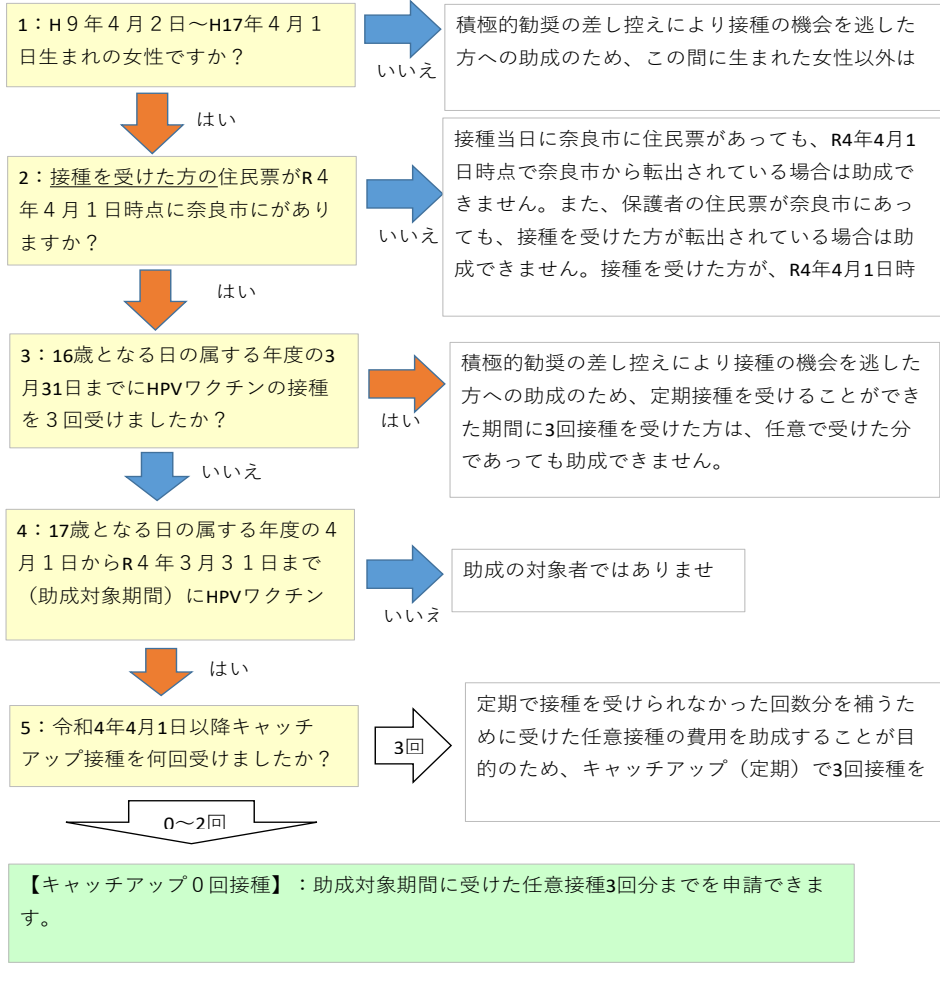 1：H９年４月２日～H17年４月１
日生まれの女性ですか？
いいえ
積極的勧奨の差し控えにより接種の機会を逃した
方への助成のため、この間に生まれた女性以外は
はい
2：接種を受けた方の住民票がR４
年４月１日時点に奈良市にがあり
ますか？
いいえ
接種当日に奈良市に住民票があっても、R4年4月1
日時点で奈良市から転出されている場合は助成で
きません。また、保護者の住民票が奈良市にあっ
ても、接種を受けた方が転出されている場合は助
成できません。接種を受けた方が、R4年4月1日時
はい
3：16歳となる日の属する年度の3
月31日までにHPVワクチンの接種
を３回受けましたか？
はい
積極的勧奨の差し控えにより接種の機会を逃した
方への助成のため、定期接種を受けることができ
た期間に3回接種を受けた方は、任意で受けた分
であっても助成できません。
いいえ
4：17歳となる日の属する年度の４
月１日からR４年３月３１日まで
（助成対象期間）にHPVワクチン
いいえ
助成の対象者ではありませ
はい
5：令和4年4月1日以降キャッチ
アップ接種を何回受けましたか？
3回
定期で接種を受けられなかった回数分を補うた
めに受けた任意接種の費用を助成することが目
的のため、キャッチアップ（定期）で3回接種を
0～2回
【キャッチアップ０回接種】：助成対象期間に受けた任意接種3回分までを申請できま
す。